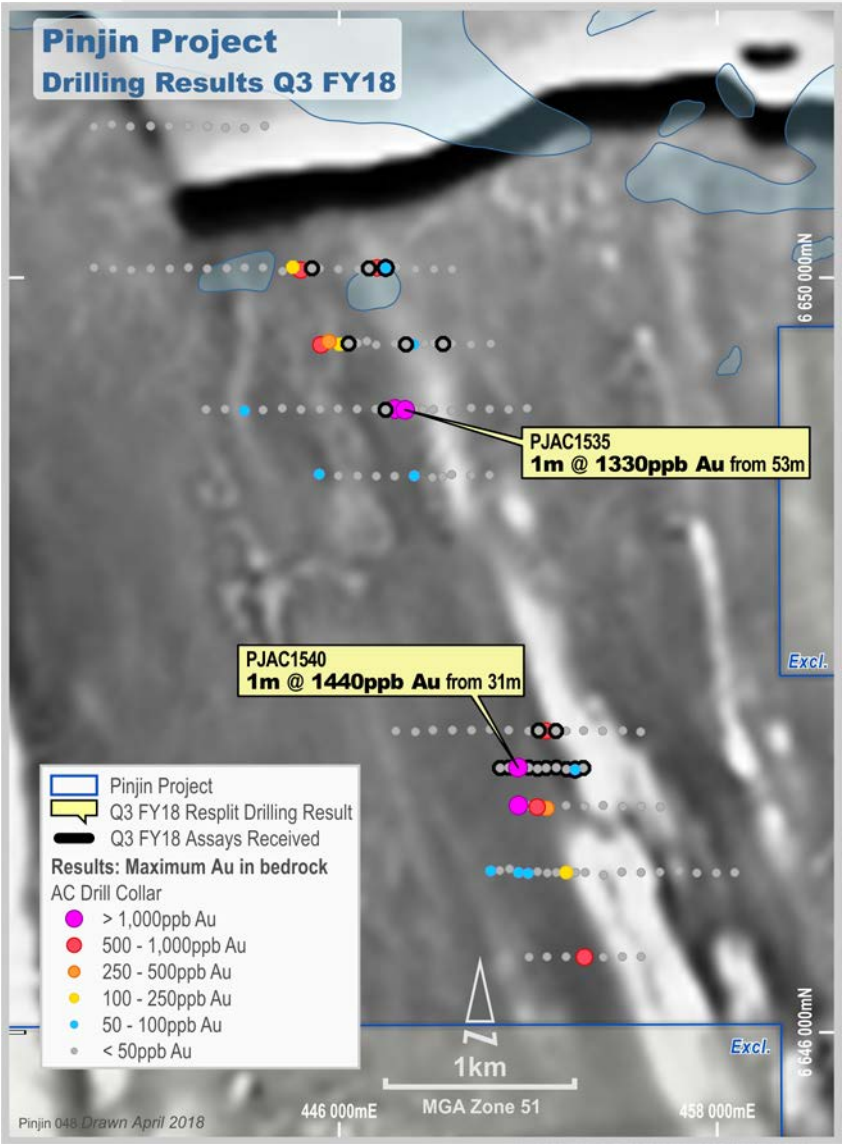 Pinjin Project
Drilling Results Q3 FY18
6 650 000mN
PJAC1535
1m @ 1330ppb Au from 53m
Excl.
PJAC1540
1m @ 1440ppb Au from 31m
Pinjin Project
Q3 FY18 Resplit Drilling Result
Q3 FY18 Assays Received
Results: Maximum Au in bedrock
AC Drill Collar
> 1,000ppb Au
500 - 1,000ppb Au
250 - 500ppb Au
100 - 250ppb Au
50 - 100ppb Au
< 50ppb Au
N
1km
MGA Zone 51
Excl.
6 646 000mN
Pinjin 048 Drawn April 2018
446 000mE
458 000mE